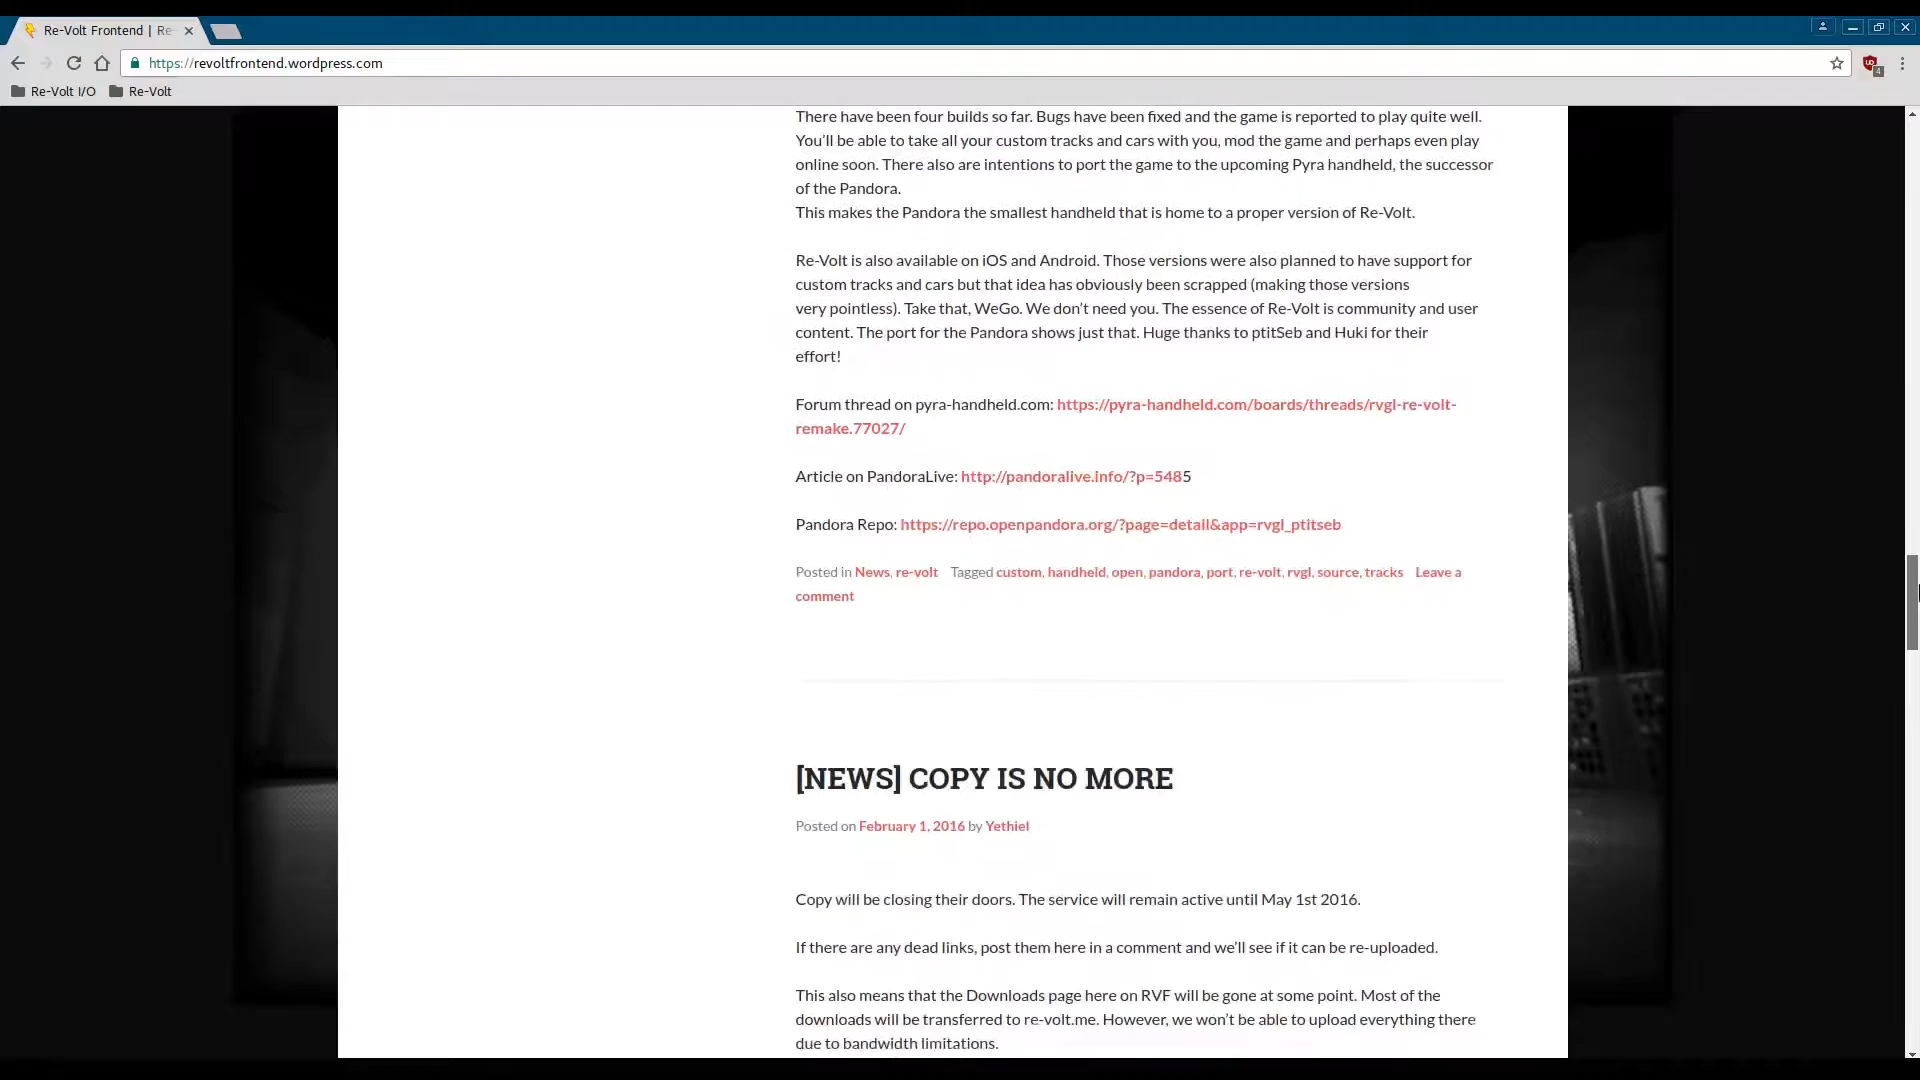 Re-Volt Frontend | Re-
https://revoltfrontend.wordpress.com
4
Re-Volt I/O Re-Volt
There have been four builds so far. Bugs have been fixed and the game is reported to play quite well.
You’ll be able to take all your custom tracks and cars with you, mod the game and perhaps even play
online soon. There also are intentions to port the game to the upcoming Pyra handheld, the successor
of the Pandora.
This makes the Pandora the smallest handheld that is home to a proper version of Re-Volt.
Re-Volt is also available on iOS and Android. Those versions were also planned to have support for
custom tracks and cars but that idea has obviously been scrapped (making those versions
very pointless). Take that, WeGo. We don’t need you. The essence of Re-Volt is community and user
content. The port for the Pandora shows just that. Huge thanks to ptitSeb and Huki for their
effort!
Forum thread on pyra-handheld.com: https://pyra-handheld.com/boards/threads/rvgl-re-volt-
remake.77027/
Article on PandoraLive: http://pandoralive.info/?p=5485
Pandora Repo: https://repo.openpandora.org/?page=detail&app=rvgl_ptitseb
Posted in News, re-volt Tagged custom, handheld, open, pandora, port, re-volt, rvgl, source, tracks Leave a
comment
[NEWS] COPY IS NO MORE
Posted on February 1, 2016 by Yethiel
Copy will be closing their doors. The service will remain active until May 1st 2016.
If there are any dead links, post them here in a comment and we’ll see if it can be re-uploaded.
This also means that the Downloads page here on RVF will be gone at some point. Most of the
downloads will be transferred to re-volt.me. However, we won’t be able to upload everything there
due to bandwidth limitations.